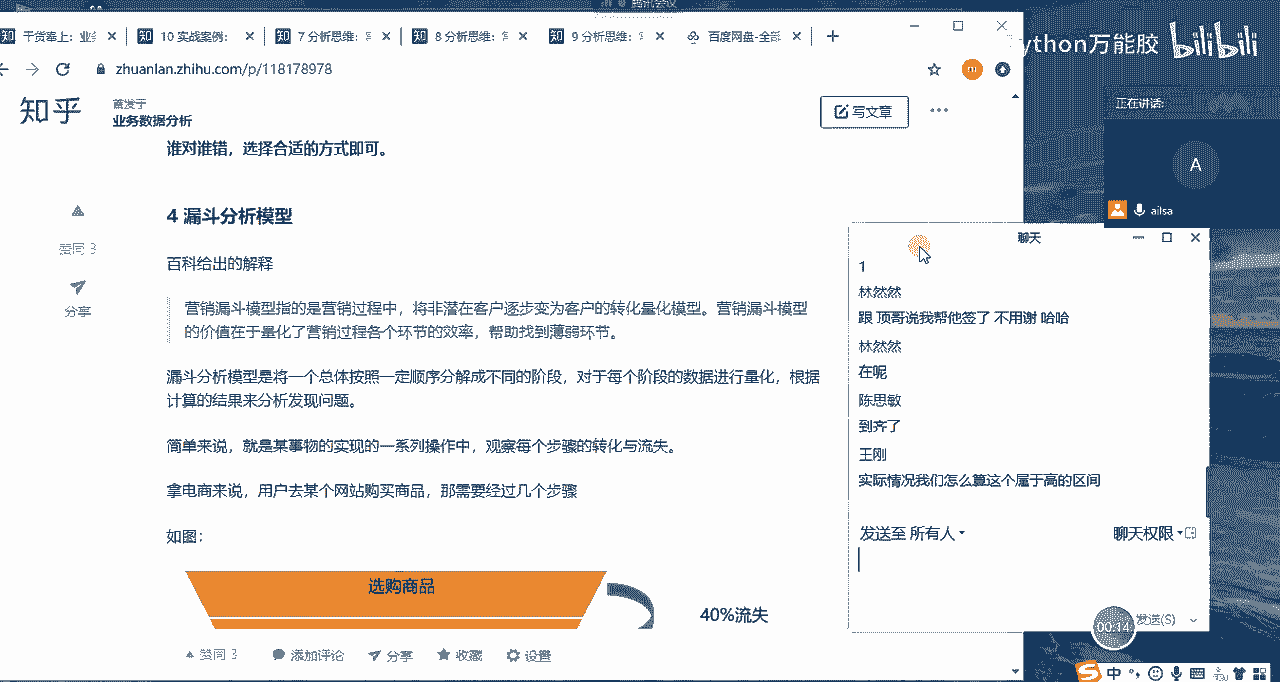 腾讯会议
干货奉上：业务
10 实战案例:
7 分析思维：
8 分析思维：
9 分析思维：
百度网盘-全部
zhuanlan.zhihu.com/p/118178978
知乎
首发于
业务数据分析
写文章
谁对谁错，选择合适的方式即可。
4 漏斗分析模型
百科给出的解释
营销漏斗模型指的是营销过程中，将非潜在客户逐步变为客户的转化量化模型。营销漏斗模型
的价值在于量化了营销过程各个环节的效率，帮助找到薄弱环节。
漏斗分析模型是将一个总体按照一定顺序分解成不同的阶段，对于每个阶段的数据进行量化，根据
计算的结果来分析发现问题。
简单来说，就是某事物的实现的一系列操作中，观察每个步骤的转化与流失。
拿电商来说，用户去某个网站购买商品，那需要经过几个步骤
如图：
选购商品
40%流失
赞同 3
分享
赞同 3
添加评论
分享
收藏
设置
ython万能胶
bilibili
正在讲话:
A
ailsa
聊天
1
林然然
跟 顶哥说我帮他签了 不用谢 哈哈
林然然
在呢
陈思敏
到齐了
王刚
实际情况我们怎么算这个属于高的区间
发送至 所有人
聊天权限
00:14
发送(S)
中